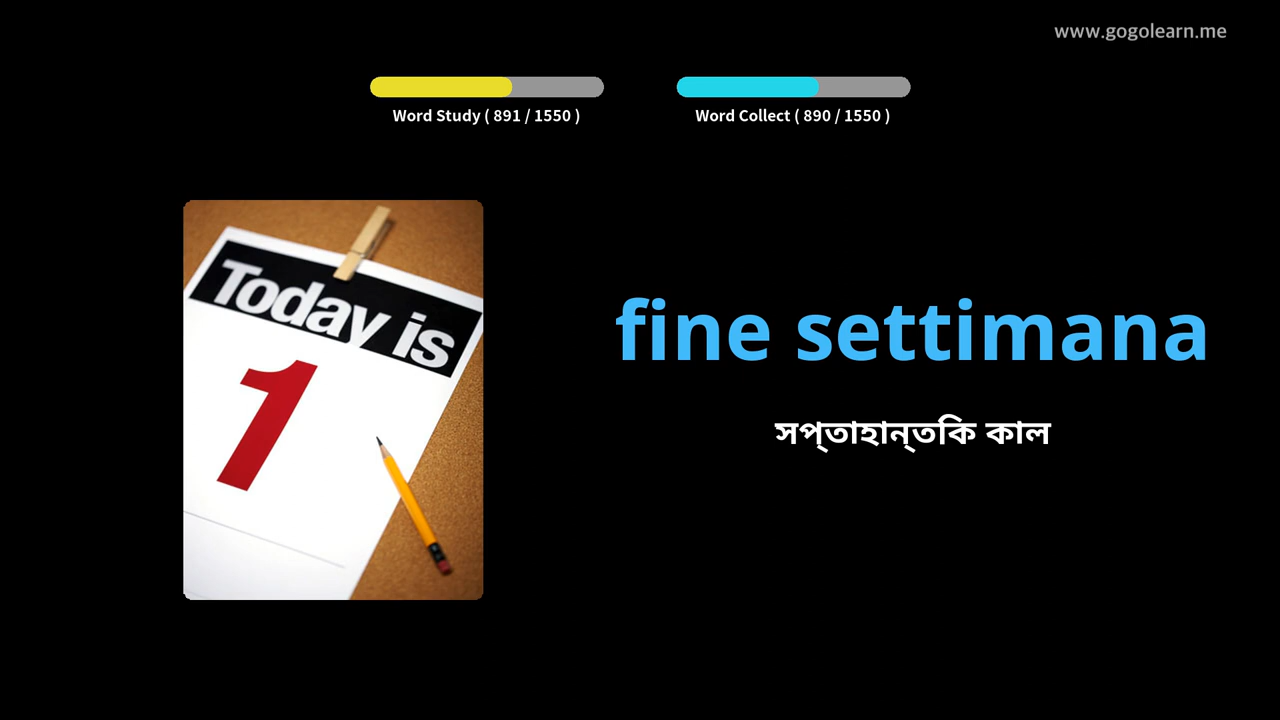 www.gogolearn.me
Word Study ( 891 / 1550 )
Word Collect ( 890 / 1550 )
Today is
1
fine settimana
সপ্তাহান্তকি কাল